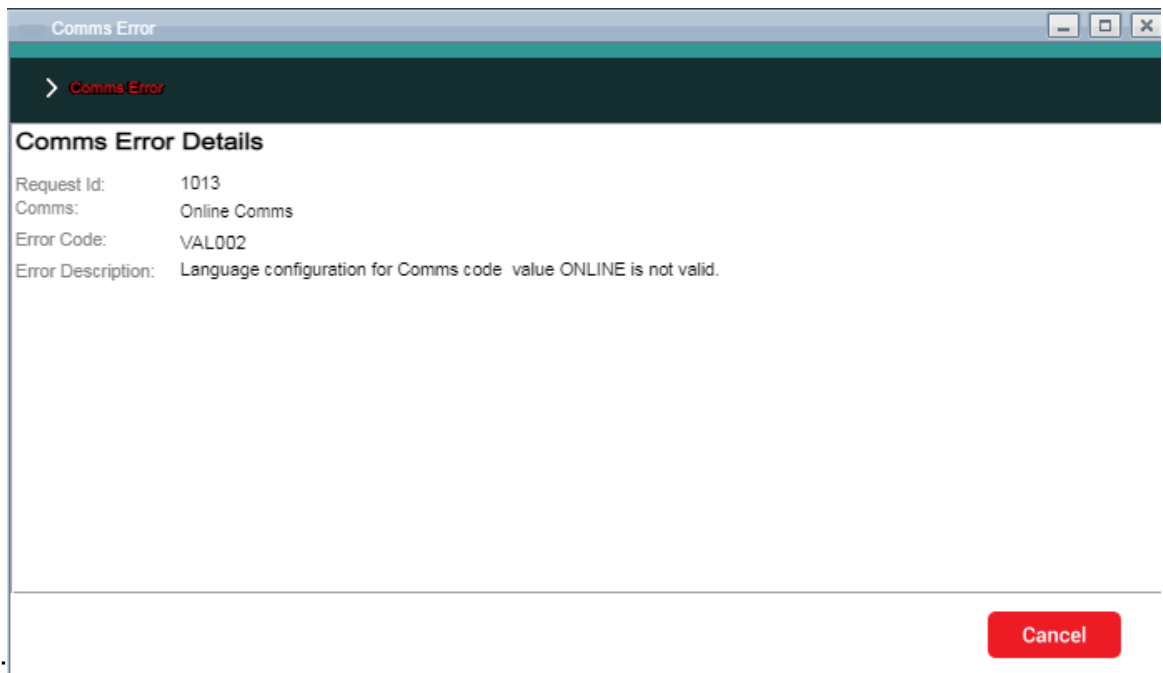 Comms Error
Comms Error
Comms Error Details
Request Id: 1013
Comms: Online Comms
Error Code: VAL002
Error Description: Language configuration for Comms code  value ONLINE is not valid.
Cancel
.